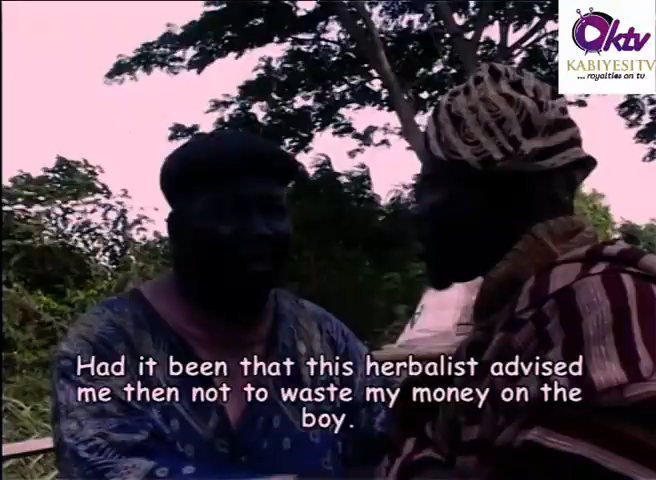 Oktv
KABIYESITV
...royalties on tv
Had it been that this herbalist advised
me then not to waste my money on the
boy.